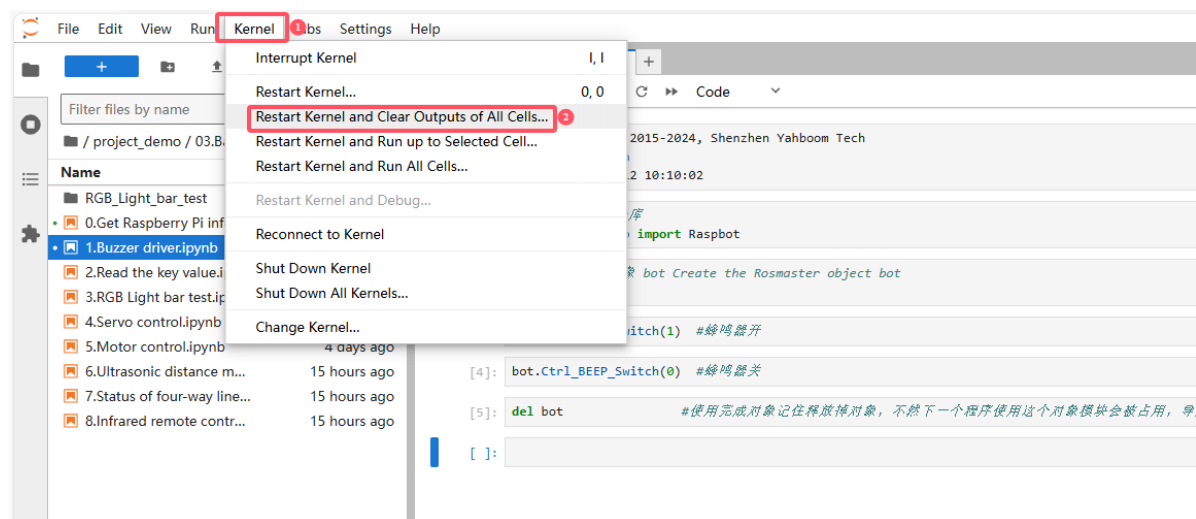 File Edit View Run Kernel 1 bs Settings Help
Interrupt Kernel I, I
Restart Kernel... 0, 0
Restart Kernel and Clear Outputs of All Cells... 2
Restart Kernel and Run up to Selected Cell...
Restart Kernel and Run All Cells...
Restart Kernel and Debug...
Reconnect to Kernel
Shut Down Kernel
Shut Down All Kernels...
Change Kernel...
+
Filter files by name
/ project_demo / 03.B
Name
RGB_Light_bar_test
0.Get Raspberry Pi inf
1.Buzzer driver.ipynb
2.Read the key value.i
3.RGB Light bar test.ip
4.Servo control.ipynb
5.Motor control.ipynb 4 days ago
6.Ultrasonic distance m... 15 hours ago
7.Status of four-way line... 15 hours ago
8.Infrared remote contr... 15 hours ago
+
Code
2015-2024, Shenzhen Yahboom Tech
2 10:10:02
库
import Raspbot
象 bot Create the Rosmaster object bot
itch(1) #蜂鸣器开
[4]: bot.Ctrl_BEEP_Switch(0) #蜂鸣器关
[5]: del bot #使用完成对象记住释放掉对象，不然下一个程序使用这个对象模块会被占用，导
[ ]: